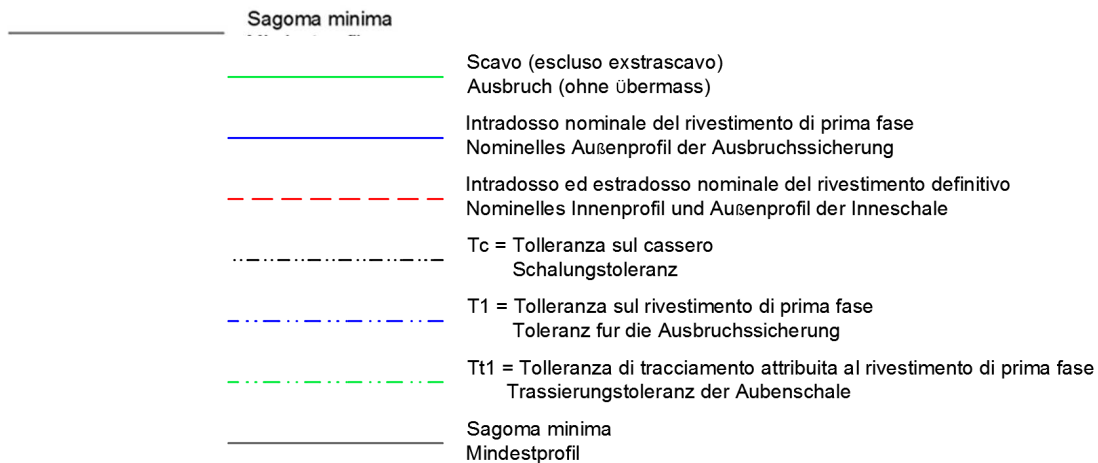 Sagoma minima
Scavo (escluso exstrascavo)
Ausbruch (ohne Übermass)
Intradosso nominale del rivestimento di prima fase
Nominelles Außenprofil der Ausbruchssicherung
Intradosso ed estradosso nominale del rivestimento definitivo
Nominelles Innenprofil und Außenprofil der Inneschale
Tc = Tolleranza sul cassero
Schalungstoleranz
T1 = Tolleranza sul rivestimento di prima fase
Toleranz fur die Ausbruchssicherung
Tt1 = Tolleranza di tracciamento attribuita al rivestimento di prima fase
Trassierungstoleranz der Aubenschale
Sagoma minima
Mindestprofil